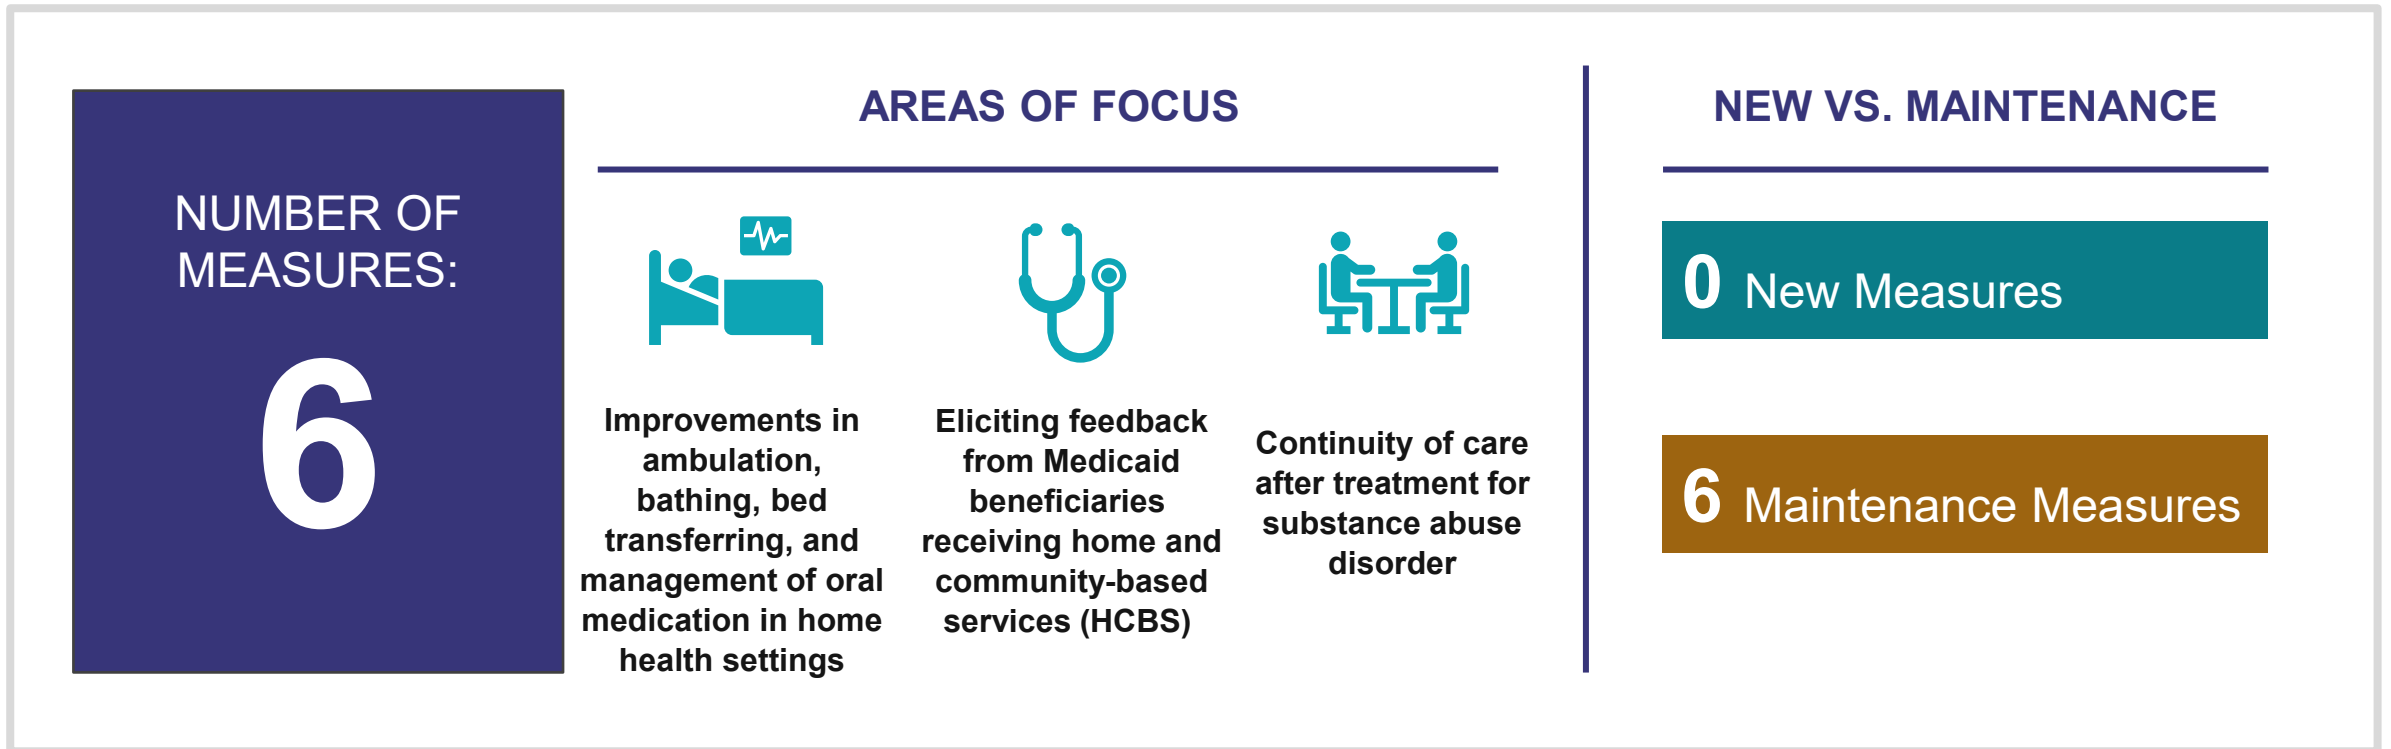 NUMBER OF
MEASURES:
6
AREAS OF FOCUS
Improvements in
ambulation,
bathing, bed
transferring, and
management of oral
medication in home
health settings
Eliciting feedback
from Medicaid
beneficiaries
receiving home and
community-based
services (HCBS)
Continuity of care
after treatment for
substance abuse
disorder
NEW VS. MAINTENANCE
0 New Measures
6 Maintenance Measures